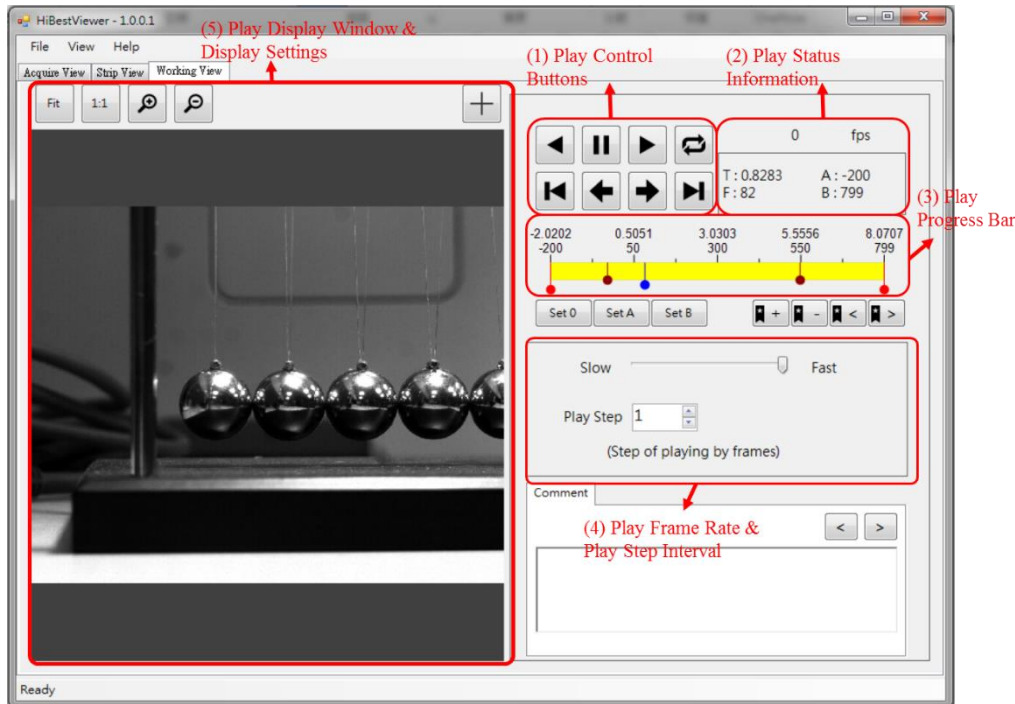 HiBestViewer - 1.0.0.1
(5) Play Display Window &
Display Settings
File View Help
Acquire View Strip View Working View
(1) Play Control
Buttons
(2) Play Status
Information
Fit 1:1
0 fps
T : 0.8283 A : -200
F : 82 B : 799
(3) Play
Progress Bar
-2.0202 0.5051 3.0303 5.5556 8.0707
-200 50 300 550 799
Set 0 Set A Set B + - < >
Slow Fast
Play Step 1
(Step of playing by frames)
Comment
(4) Play Frame Rate &
Play Step Interval
< >
Ready